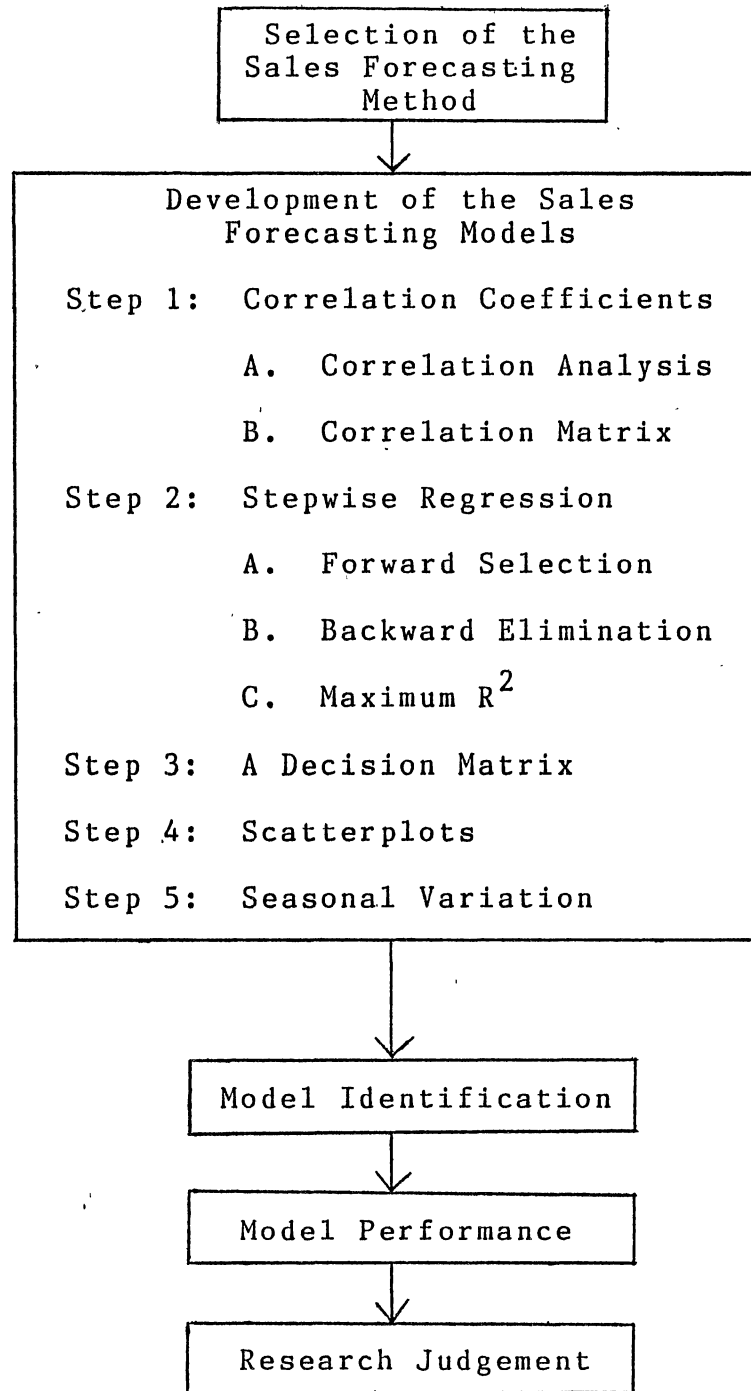 Selection of the
Sales Forecasting
Method
Development of the Sales
Forecasting Models
Step 1: Correlation Coefficients
A. Correlation Analysis
B. Correlation Matrix
Step 2: Stepwise Regression
A. Forward Selection
B. Backward Elimination
C. Maximum R²
Step 3: A Decision Matrix
Step 4: Scatterplots
Step 5: Seasonal Variation
Model Identification
Model Performance
Research Judgement